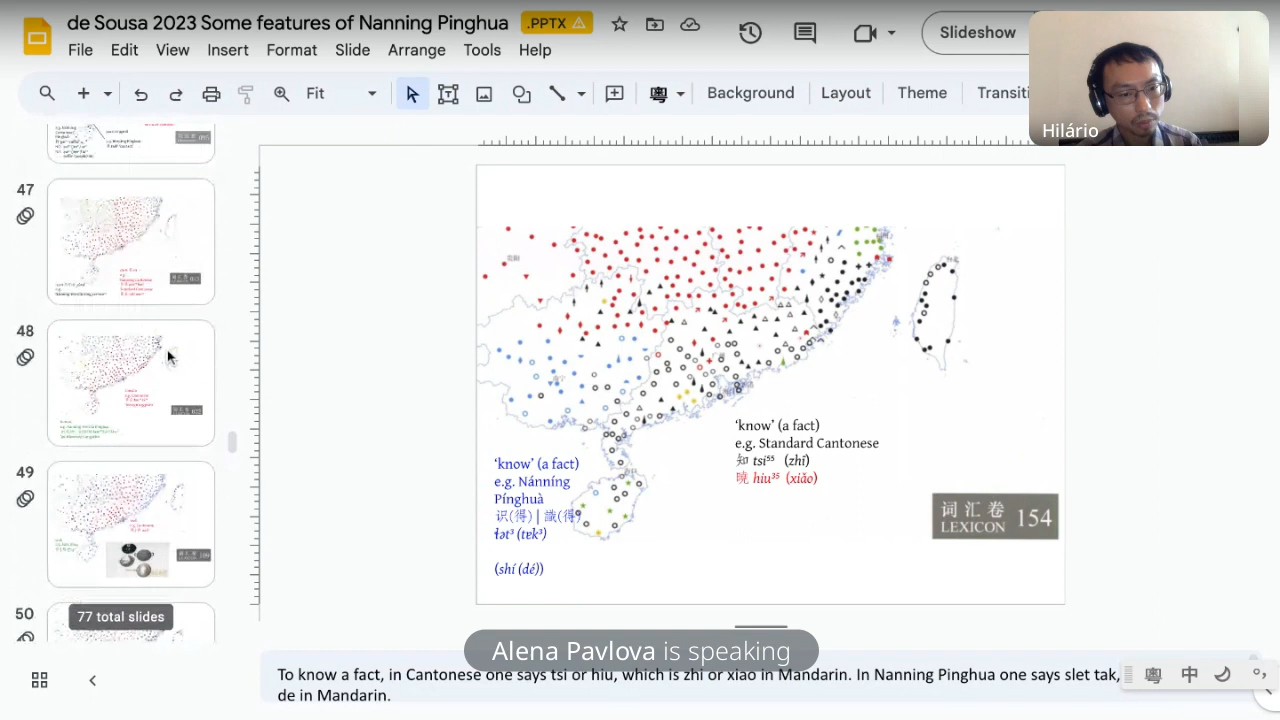 de Sousa 2023 Some features of Nanning Pinghua .PPTX
File Edit View Insert Format Slide Arrange Tools Help
Slideshow
Hilário
Fit
粵
Background
Layout
Theme
Transiti
47
48
49
50
77 total slides
'know' (a fact)
e.g. Standard Cantonese
知 tsi⁵⁵ (zhī)
曉 hiu³⁵ (xiǎo)
'know' (a fact)
e.g. Nánníng
Pínghuà
识(得) | 識(得)
ɬət³ (tɐk³)
(shí (dé))
词汇卷
LEXICON 154
Alena Pavlova is speaking
To know a fact, in Cantonese one says tsi or hiu, which is zhi or xiao in Mandarin. In Nanning Pinghua one says slet tak,
de in Mandarin.
粵 中